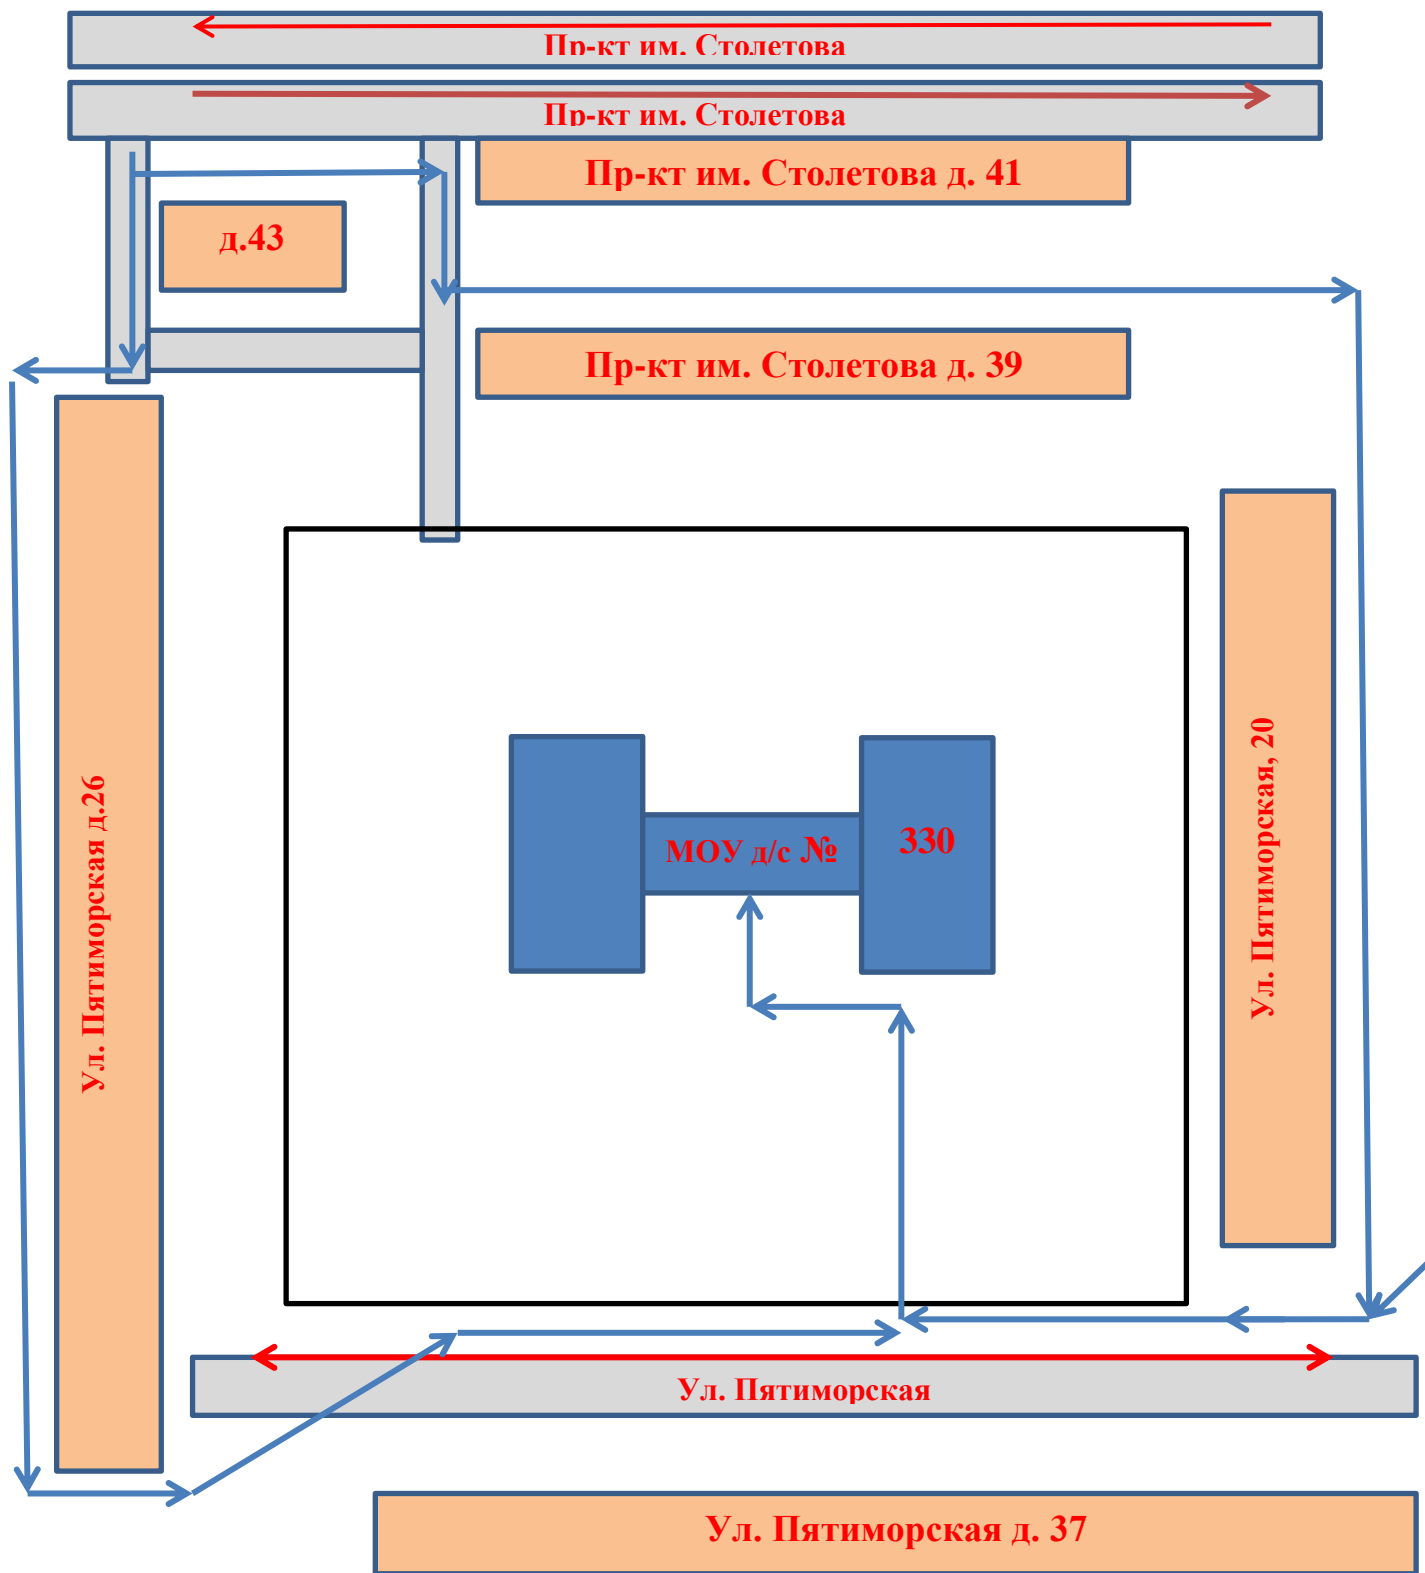 Пр-кт им. Столетова
Пр-кт им. Столетова
Пр-кт им. Столетова д. 41
д.43
Пр-кт им. Столетова д. 39
Ул. Пятиморская д.26
Ул. Пятиморская, 20
МОУ д/с №
330
Ул. Пятиморская
Ул. Пятиморская д. 37